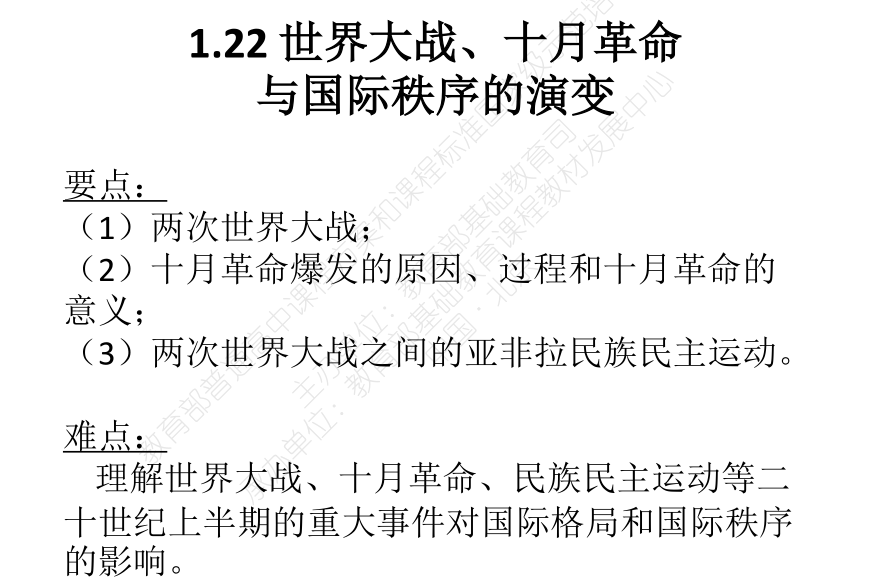 1.22 世界大战、十月革命
与国际秩序的演变
要点：
（1）两次世界大战；
（2）十月革命爆发的原因、过程和十月革命的
意义；
（3）两次世界大战之间的亚非拉民族民主运动。
难点：
理解世界大战、十月革命、民族民主运动等二
十世纪上半期的重大事件对国际格局和国际秩序
的影响。